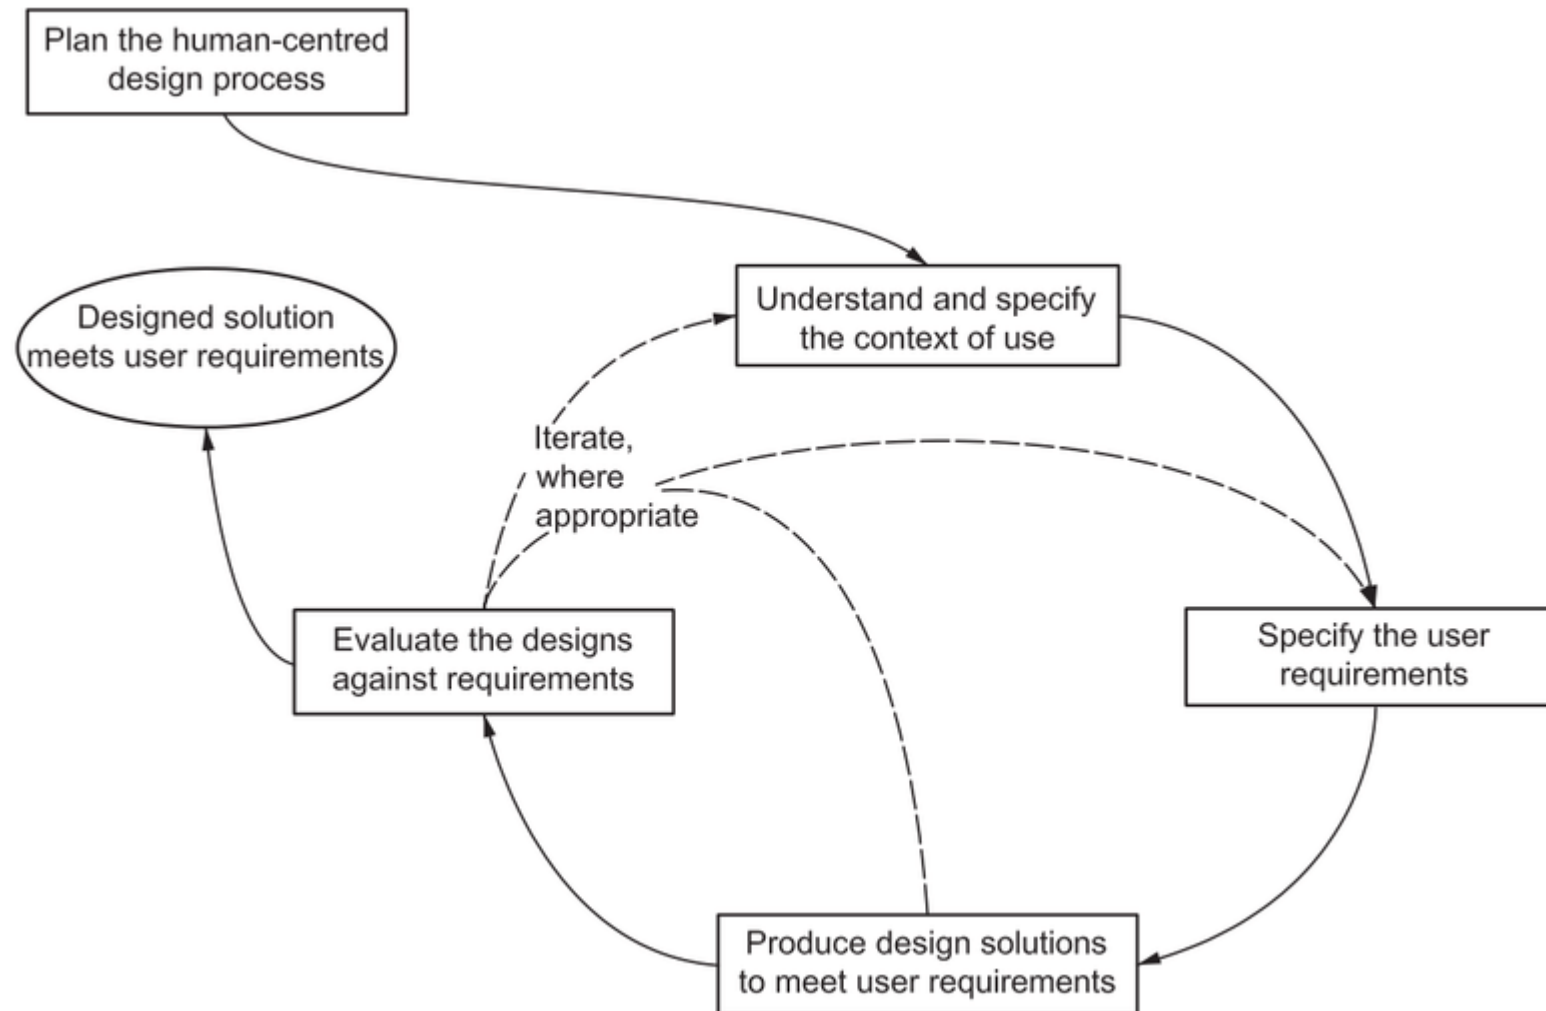 Plan the human-centred
design process
Understand and specify
the context of use
Designed solution
meets user requirements
Iterate,
where
appropriate
Evaluate the designs
against requirements
Specify the user
requirements
Produce design solutions
to meet user requirements